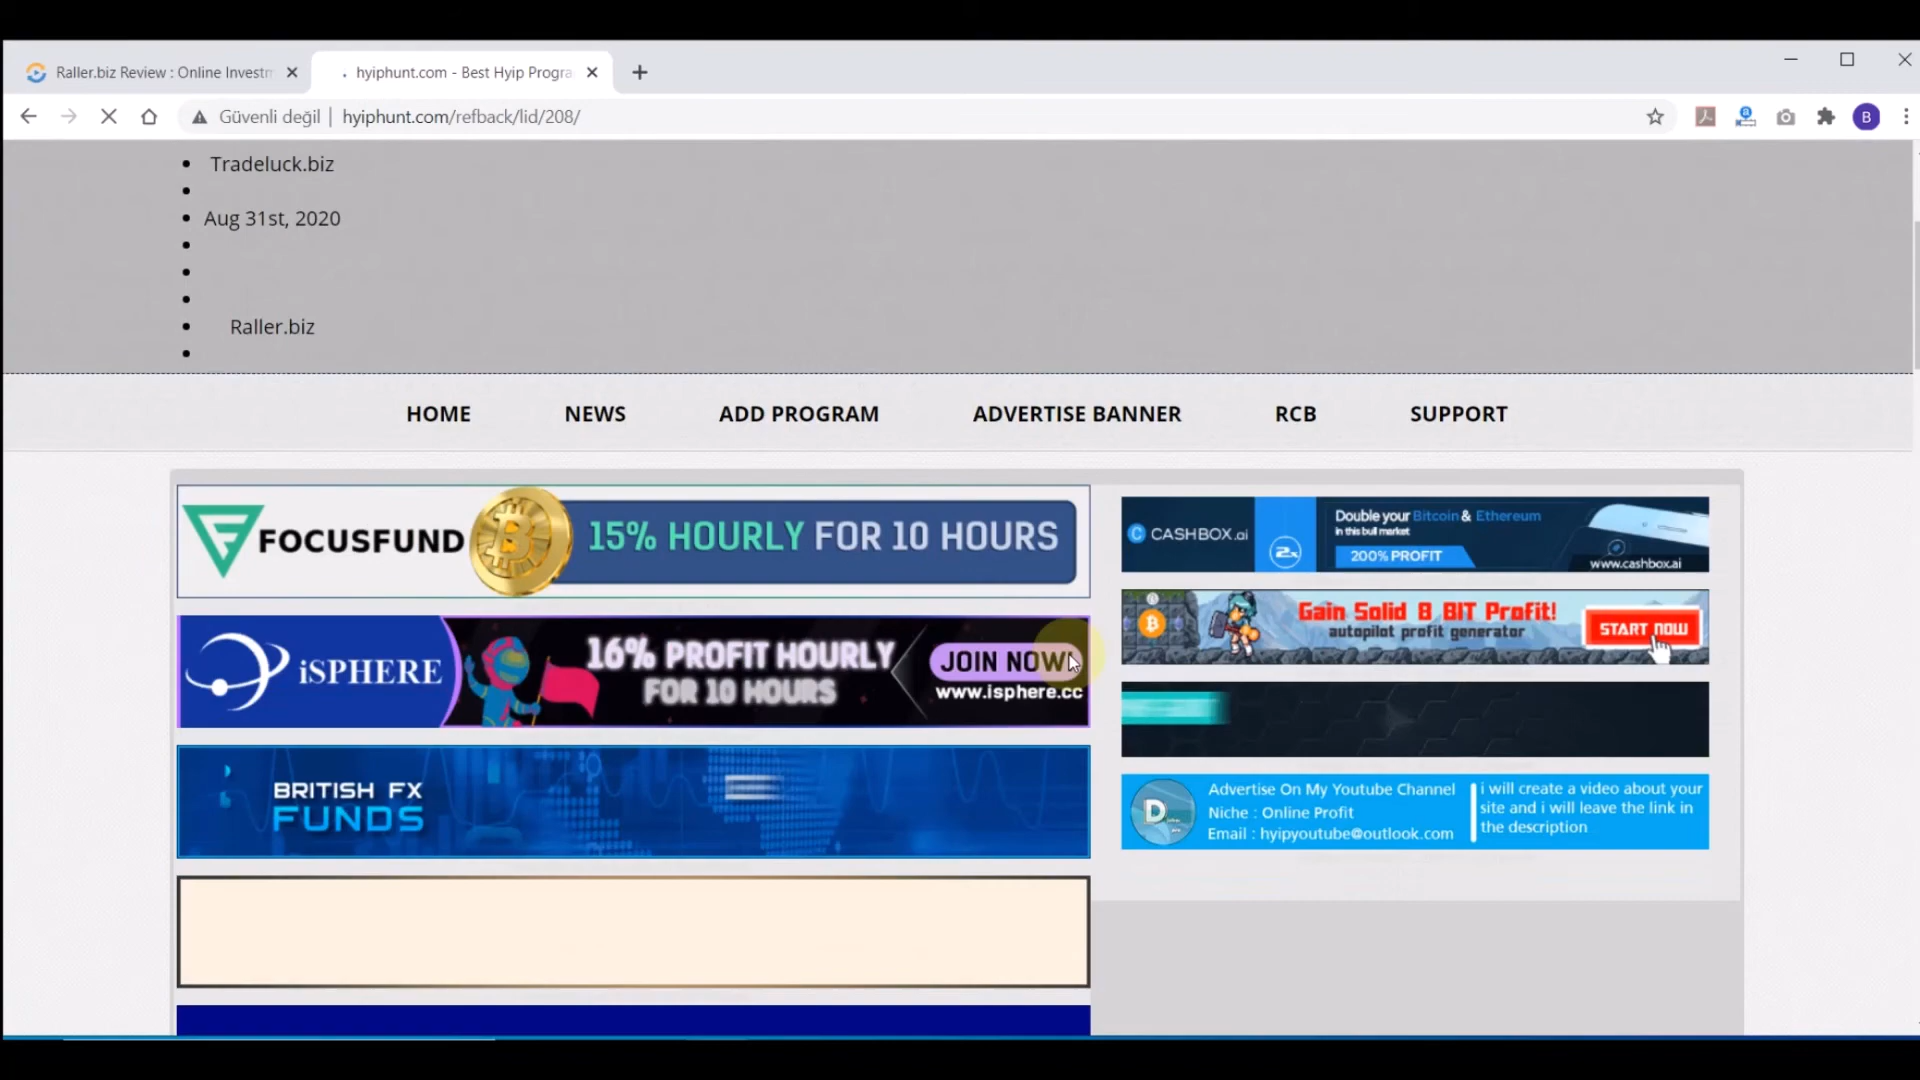 Raller.biz Review : Online Investm
hyiphunt.com - Best Hyip Progra
Güvenli değil
hyiphunt.com/refback/lid/208/
B
Tradeluck.biz
Aug 31st, 2020
Raller.biz
HOME
NEWS
ADD PROGRAM
ADVERTISE BANNER
RCB
SUPPORT
FOCUSFUND
15% HOURLY FOR 10 HOURS
iSPHERE
16% PROFIT HOURLY
FOR 10 HOURS
JOIN NOW!
www.isphere.cc
BRITISH FX
FUNDS
CASHBOX.ai
2x
Double your Bitcoin & Ethereum
in this bull market
200% PROFIT
www.cashbox.ai
Gain Solid 8 BIT Profit!
autopilot profit generator
START NOW
Advertise On My Youtube Channel
Niche : Online Profit
Email : hyipyoutube@outlook.com
i will create a video about your
site and i will leave the link in
the description